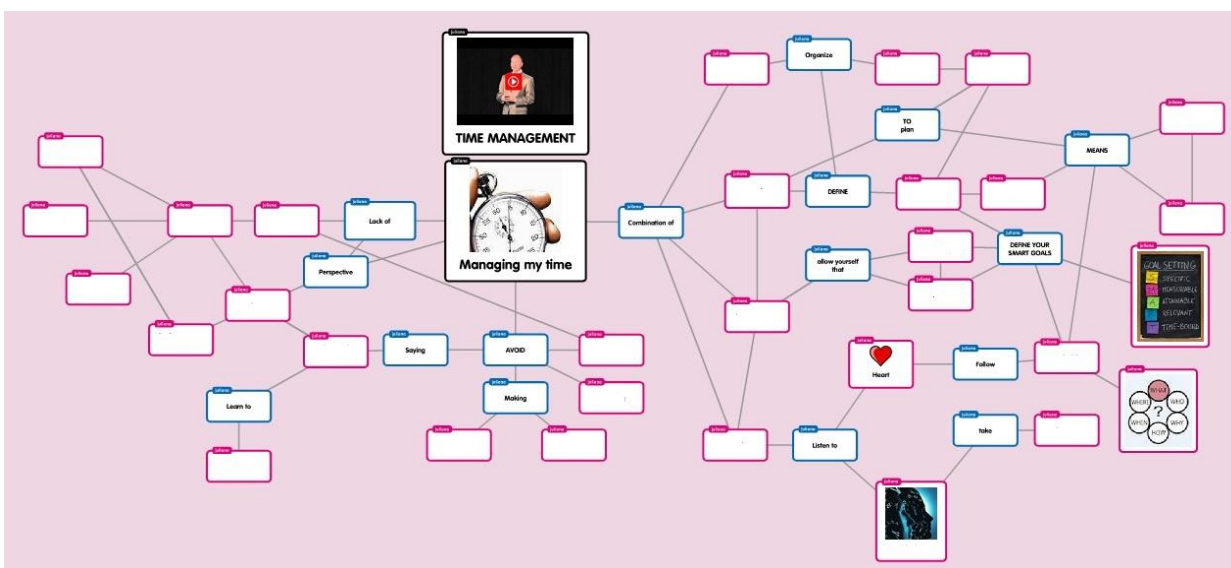 TIME MANAGEMENT
Managing my time
Lack of
Perspective
Saying
AVOID
Making
Learn to
Combination of
Organize
TO
plan
DEFINE
MEANS
allow yourself
that
DEFINE YOUR
SMART GOALS
GOAL SETTING
S SPECIFIC
M MEASURABLE
A ATTAINABLE
R RELEVANT
T TIME-BOUND
Heart
Follow
Listen to
take
WHAT
WHERE
WHO
?
WHEN
WHY
HOW